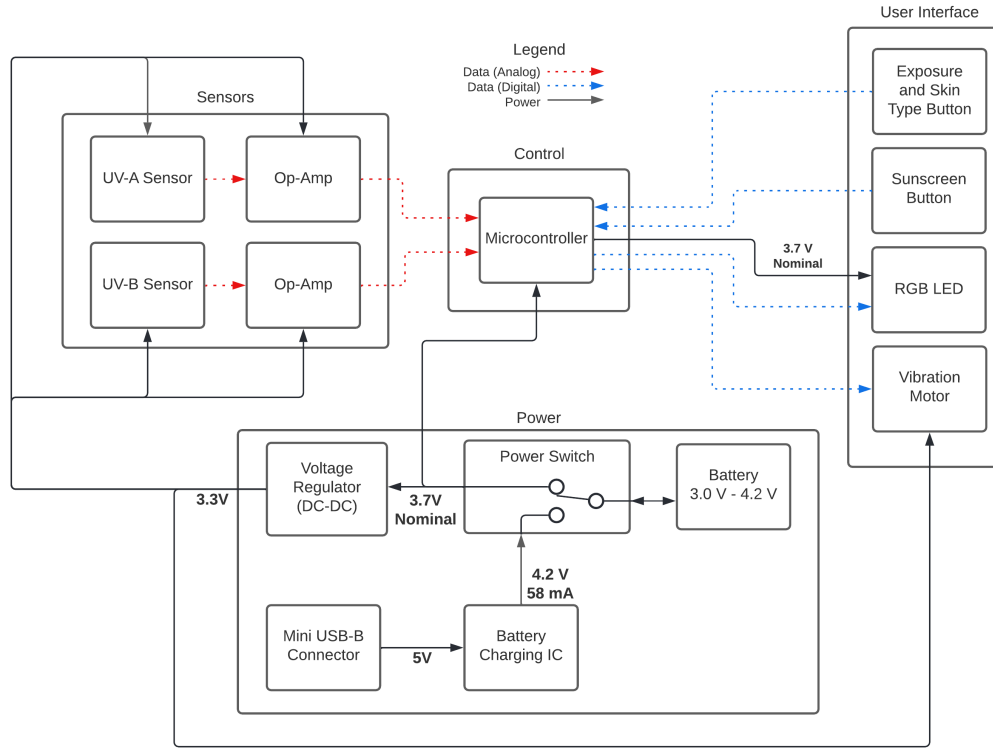 User Interface
Legend
Data (Analog)
Data (Digital)
Power
Exposure
and Skin
Type Button
Sensors
Control
UV-A Sensor
Op-Amp
Sunscreen
Button
Microcontroller
3.7 V
Nominal
UV-B Sensor
Op-Amp
RGB LED
Vibration
Motor
Power
Voltage
Regulator
(DC-DC)
Power Switch
Battery
3.0 V - 4.2 V
3.3V
3.7V
Nominal
4.2 V
58 mA
Mini USB-B
Connector
5V
Battery
Charging IC